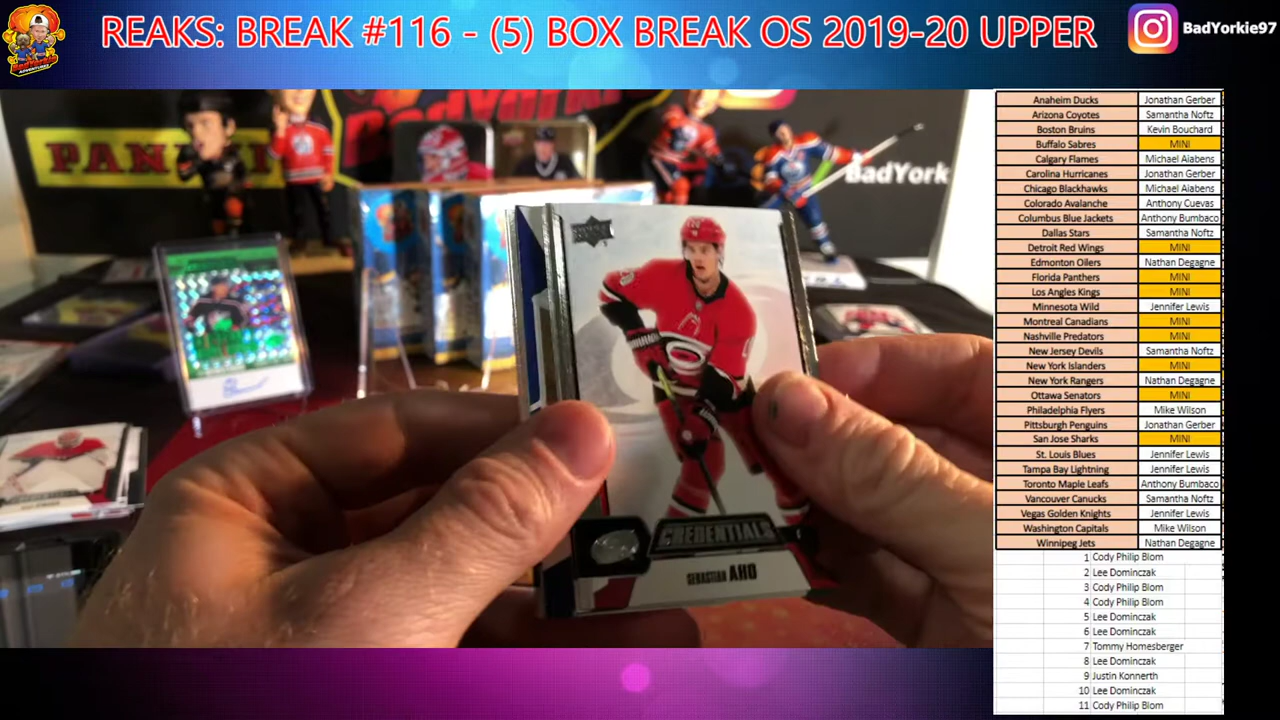 REAKS: BREAK #116 - (5) BOX BREAK OS 2019-20 UPPER
BadYorkie97
PANINI
BadYork
CREDENTIALS
SEBASTIAN AHO
Anaheim Ducks Jonathan Gerber
Arizona Coyotes Samantha Noftz
Boston Bruins Kevin Bouchard
Buffalo Sabres MINI
Calgary Flames Michael Aiabens
Carolina Hurricanes Jonathan Gerber
Chicago Blackhawks Michael Aiabens
Colorado Avalanche Anthony Cuevas
Columbus Blue Jackets Anthony Bumbaco
Dallas Stars Samantha Noftz
Detroit Red Wings MINI
Edmonton Oilers Nathan Degagne
Florida Panthers MINI
Los Angles Kings MINI
Minnesota Wild Jennifer Lewis
Montreal Canadians MINI
Nashville Predators MINI
New Jersey Devils Samantha Noftz
New York Islanders MINI
New York Rangers Nathan Degagne
Ottawa Senators MINI
Philadelphia Flyers Mike Wilson
Pittsburgh Penguins Jonathan Gerber
San Jose Sharks MINI
St. Louis Blues Jennifer Lewis
Tampa Bay Lightning Jennifer Lewis
Toronto Maple Leafs Anthony Bumbaco
Vancouver Canucks Samantha Noftz
Vegas Golden Knights Jennifer Lewis
Washington Capitals Mike Wilson
Winnipeg Jets Nathan Degagne
1 Cody Philip Blom
2 Lee Dominczak
3 Cody Philip Blom
4 Cody Philip Blom
5 Lee Dominczak
6 Lee Dominczak
7 Tommy Homesberger
8 Lee Dominczak
9 Justin Konnerth
10 Lee Dominczak
11 Cody Philip Blom